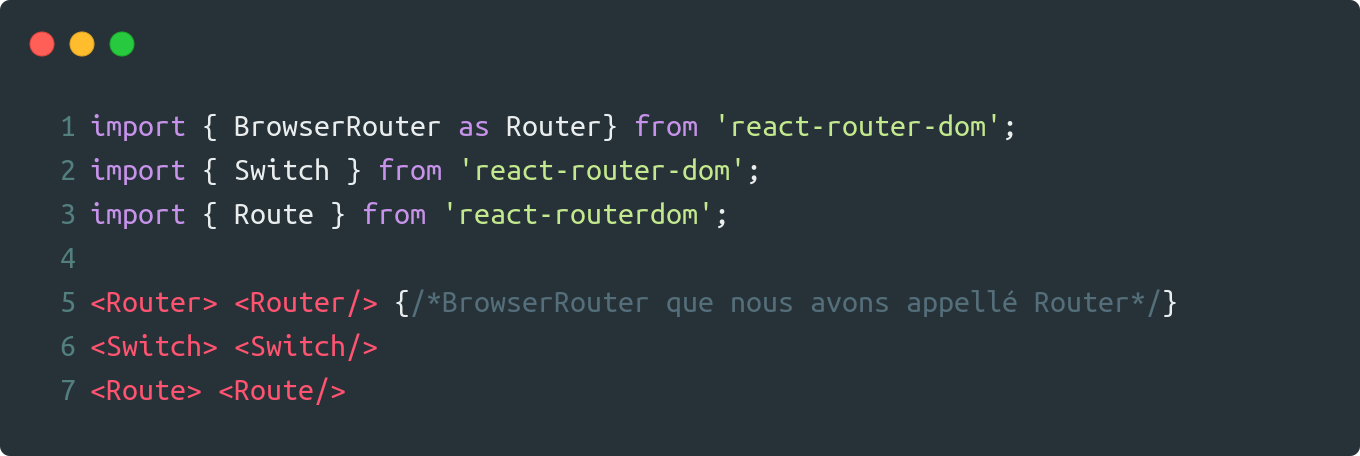 1 import { BrowserRouter as Router} from 'react-router-dom';
2 import { Switch } from 'react-router-dom';
3 import { Route } from 'react-routerdom';
4
5 <Router> <Router/> {/*BrowserRouter que nous avons appellé Router*/}
6 <Switch> <Switch/>
7 <Route> <Route/>